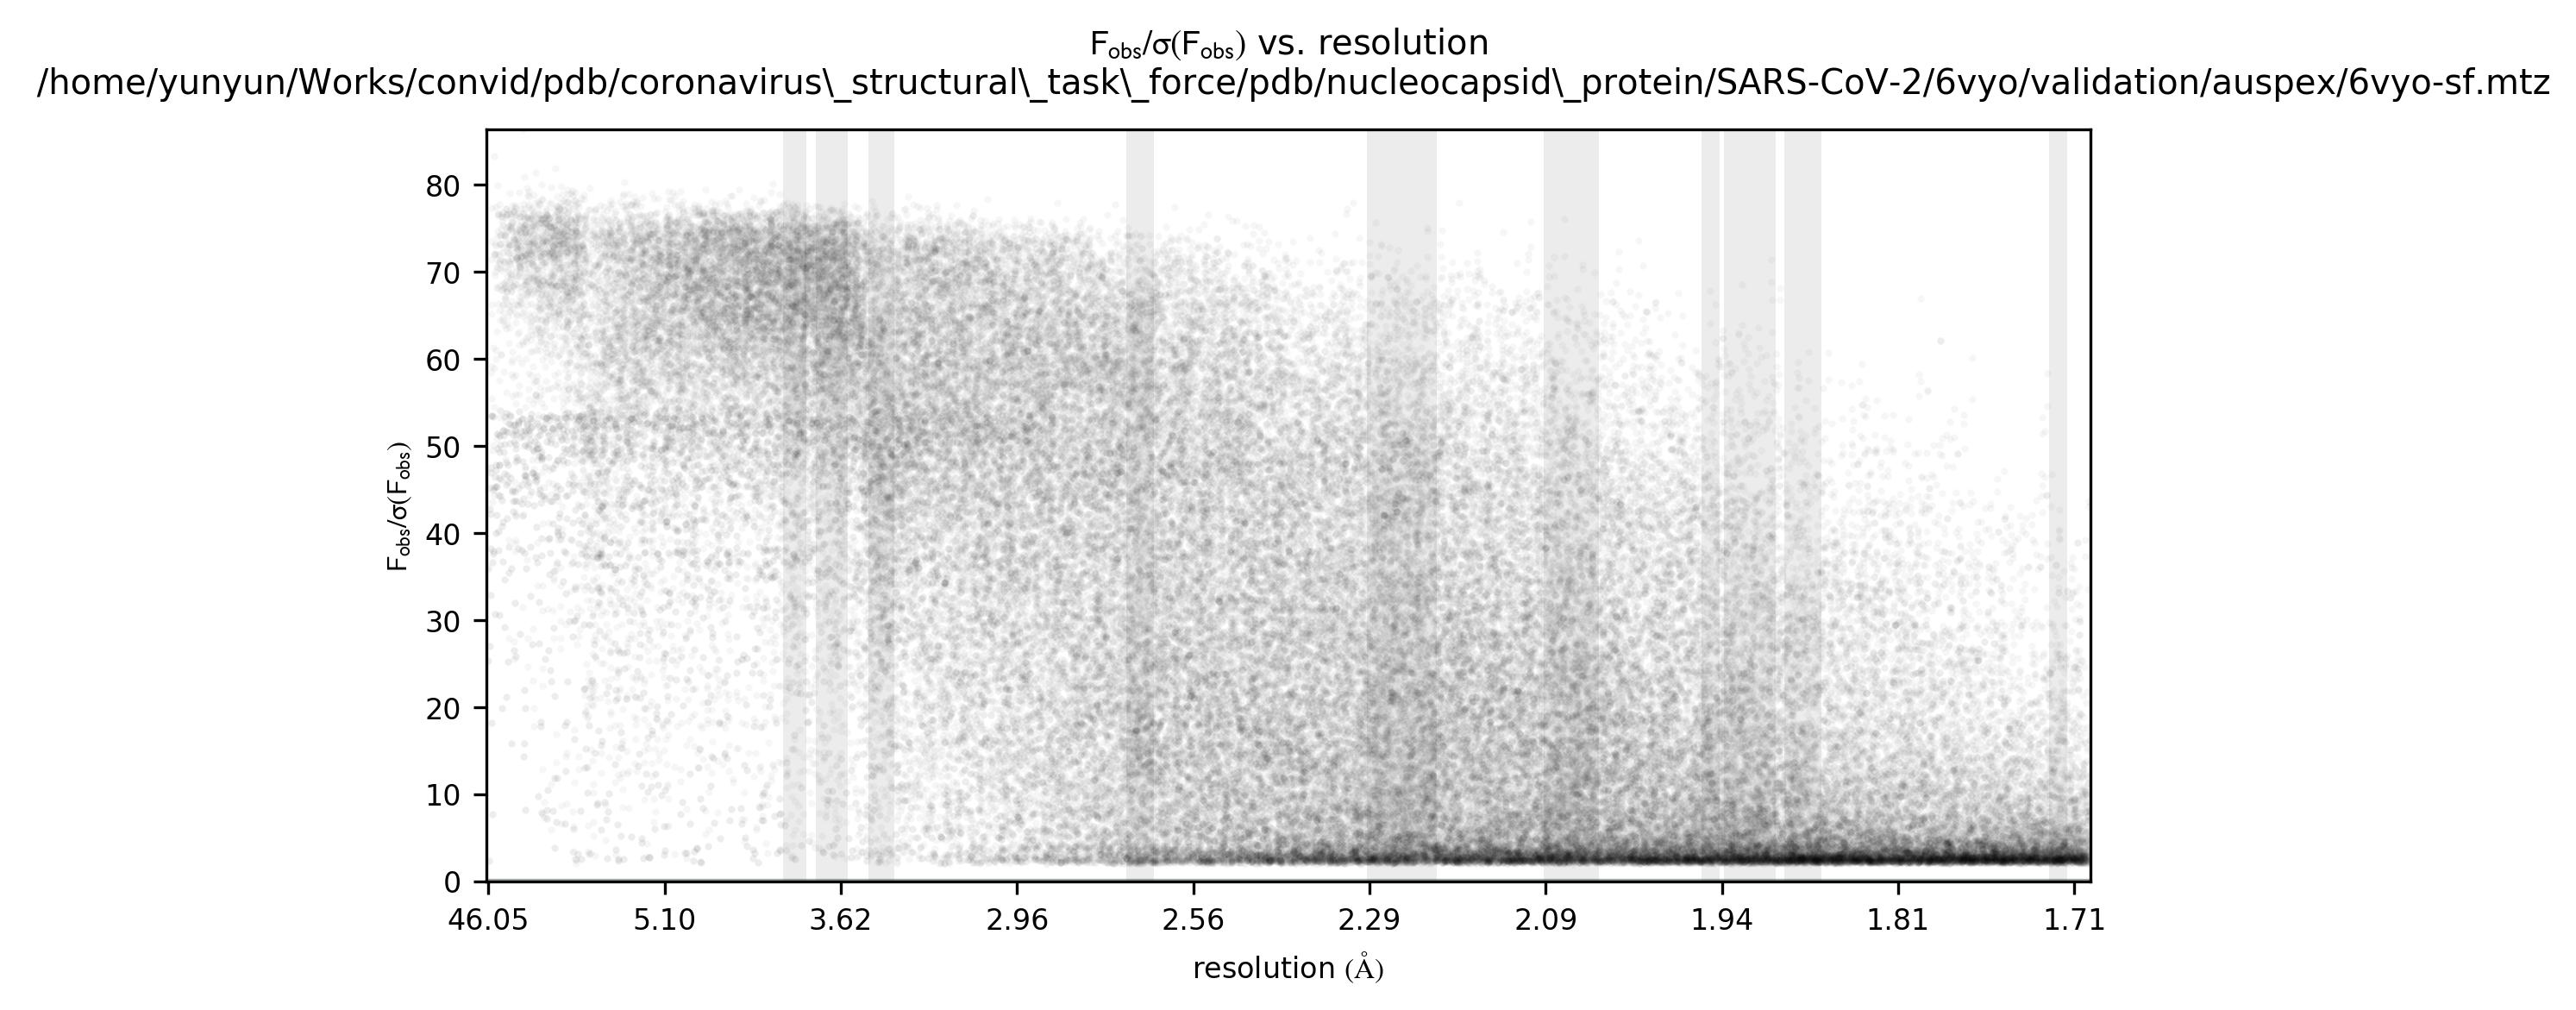 Fobs/σ(Fobs) vs. resolution
/home/yunyun/Works/convid/pdb/coronavirus\_structural\_task\_force/pdb/nucleocapsid\_protein/SARS-CoV-2/6vyo/validation/auspex/6vyo-sf.mtz
80
70
60
50
40
30
20
10
0
Fobs/σ(Fobs)
46.05 5.10 3.62 2.96 2.56 2.29 2.09 1.94 1.81 1.71
resolution (Å)